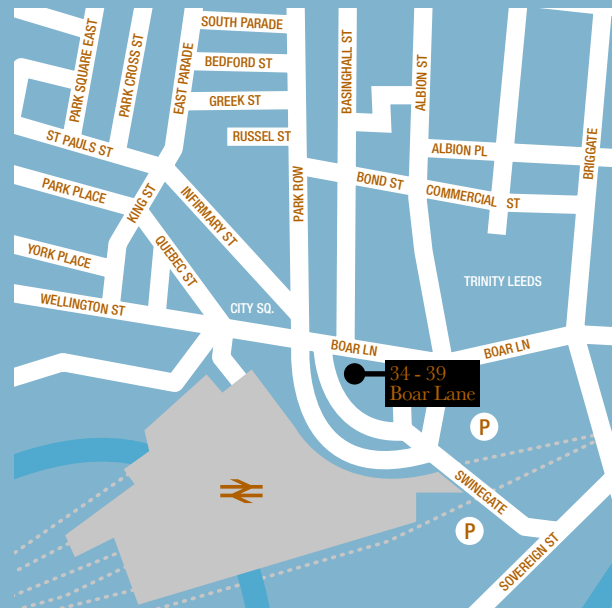 SOUTH PARADE
BEDFORD ST
GREEK ST
RUSSEL ST
PARK SQUARE EAST
PARK CROSS ST
EAST PARADE
BASINGHALL ST
ALBION ST
ST PAULS ST
ALBION PL
BRIGGATE
PARK PLACE
KING ST
INFIRMARY ST
PARK ROW
BOND ST
COMMERCIAL ST
YORK PLACE
QUEBEC ST
TRINITY LEEDS
WELLINGTON ST
CITY SQ.
BOAR LN
BOAR LN
34 - 39
Boar Lane
P
SWINEGATE
P
SOVEREIGN ST